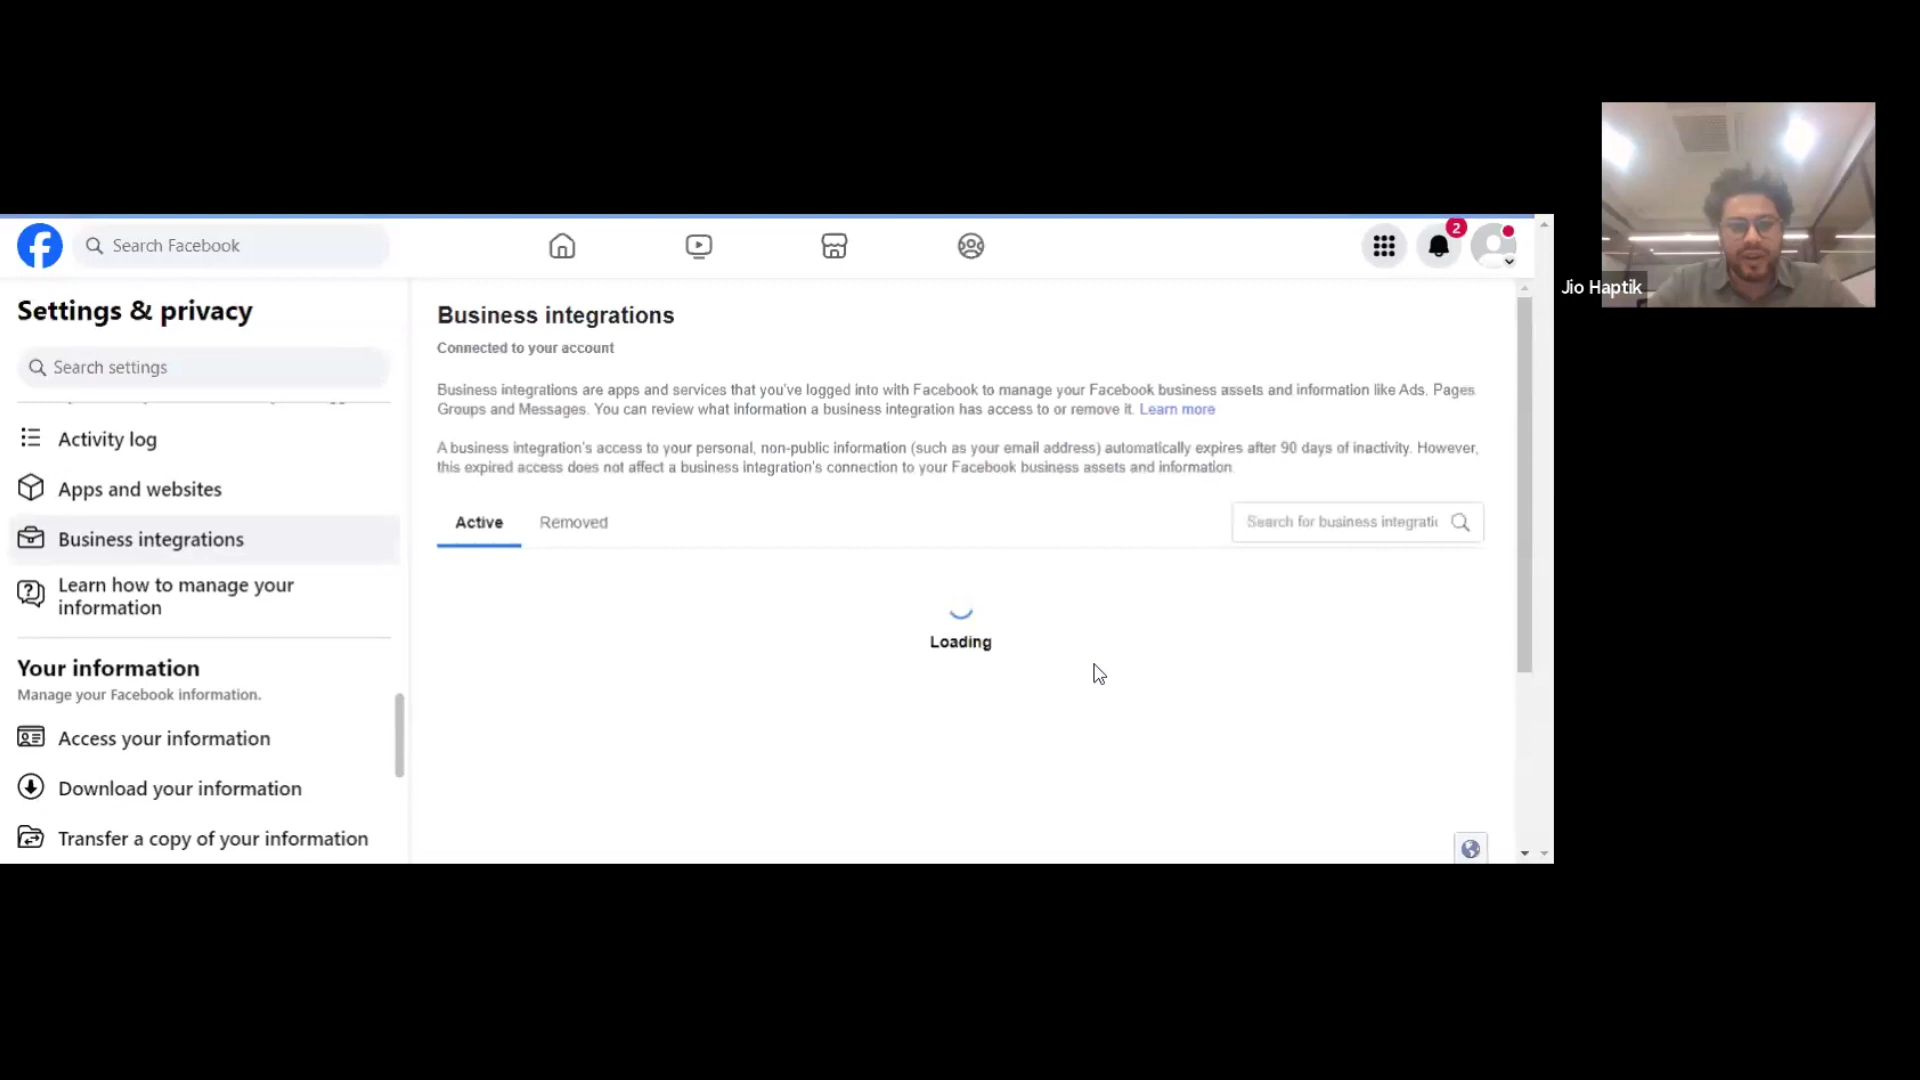 Search Facebook
2
Settings & privacy
Search settings
Activity log
Apps and websites
Business integrations
Learn how to manage your
information
Your information
Manage your Facebook information.
Access your information
Download your information
Transfer a copy of your information
Business integrations
Connected to your account
Business integrations are apps and services that you've logged into with Facebook to manage your Facebook business assets and information like Ads, Pages
Groups and Messages. You can review what information a business integration has access to or remove it. Learn more
A business integration's access to your personal, non-public information (such as your email address) automatically expires after 90 days of inactivity. However,
this expired access does not affect a business integration's connection to your Facebook business assets and information.
Active Removed
Search for business integrati
Loading
Jio Haptik